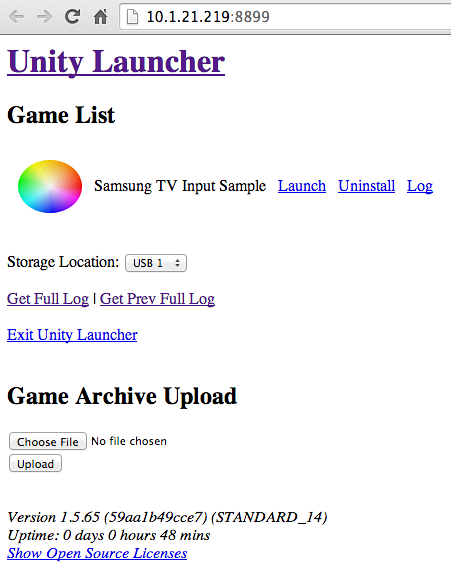 10.1.21.219:8899
Unity Launcher
Game List
Samsung TV Input Sample Launch Uninstall Log
Storage Location: USB 1
Get Full Log | Get Prev Full Log
Exit Unity Launcher
Game Archive Upload
Choose File No file chosen
Upload
Version 1.5.65 (59aa1b49cce7) (STANDARD_14)
Uptime: 0 days 0 hours 48 mins
Show Open Source Licenses